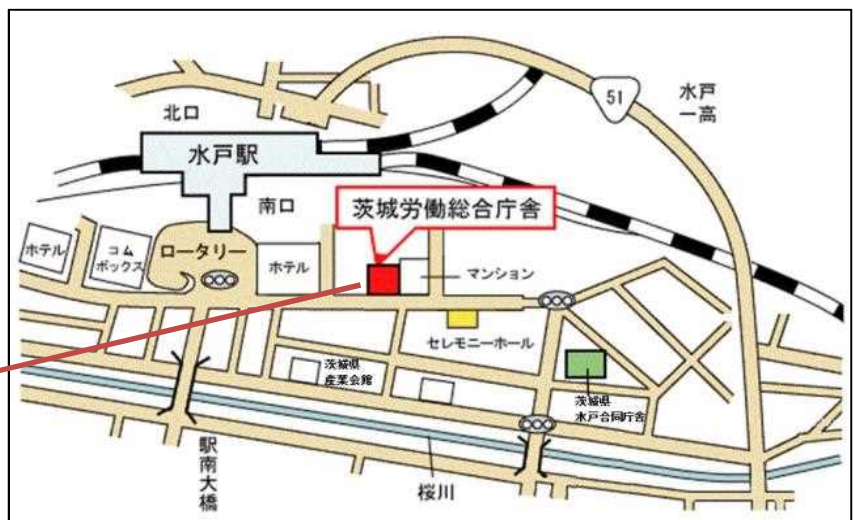 北口
水戸駅
南口
51
水戸
一高
茨城労働総合庁舎
ホテル
コム
ボックス
ロータリー
ホテル
マンション
セレモニーホール
茨城県
産業会館
茨城県
水戸合同庁舎
駅南大橋
桜川